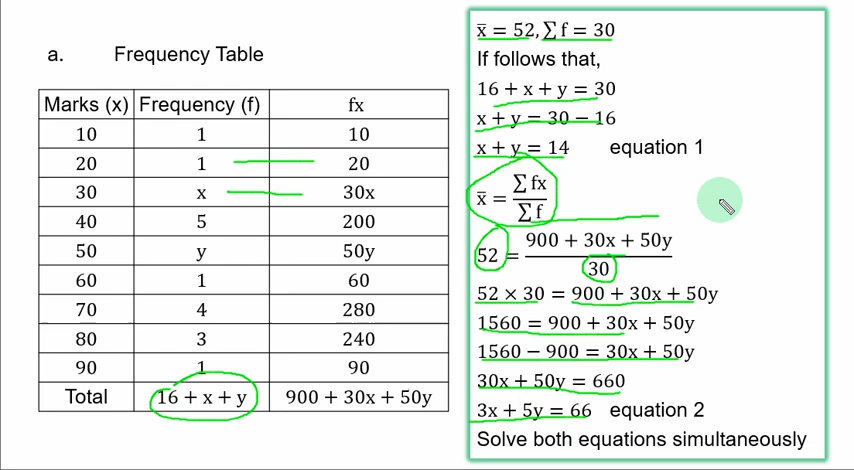 a. Frequency Table
Marks (x) Frequency (f) fx
10 1 10
20 1 20
30 x 30x
40 5 200
50 y 50y
60 1 60
70 4 280
80 3 240
90 1 90
Total 16 + x + y 900 + 30x + 50y
x̅ = 52, ∑ f = 30
If follows that,
16 + x + y = 30
x + y = 30 − 16
x + y = 14 equation 1
x̅ = ∑ fx / ∑ f
52 = 900 + 30x + 50y / 30
52 × 30 = 900 + 30x + 50y
1560 = 900 + 30x + 50y
1560 − 900 = 30x + 50y
30x + 50y = 660
3x + 5y = 66 equation 2
Solve both equations simultaneously